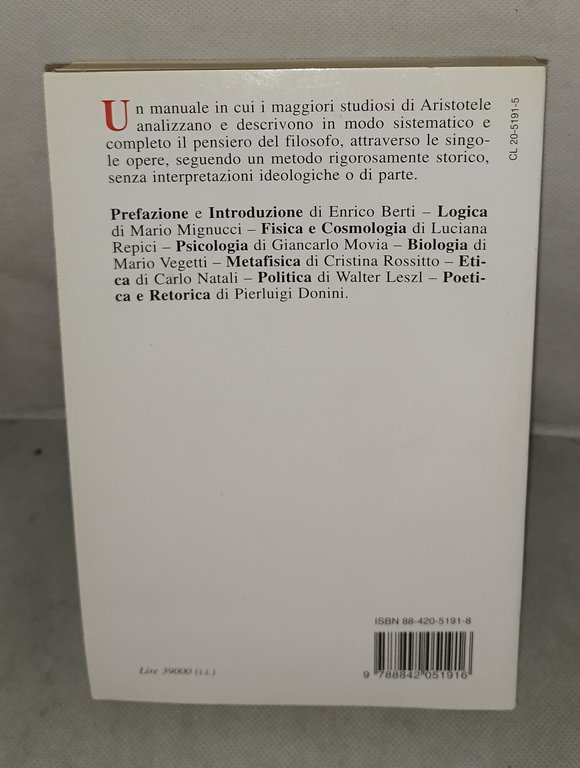 Un manuale in cui i maggiori studiosi di Aristotele
analizzano e descrivono in modo sistematico e
completo il pensiero del filosofo, attraverso le singo-
le opere, seguendo un metodo rigorosamente storico,
senza interpretazioni ideologiche o di parte.
Prefazione e Introduzione di Enrico Berti – Logica
di Mario Mignucci – Fisica e Cosmologia di Luciana
Repici – Psicologia di Giancarlo Movia – Biologia di
Mario Vegetti – Metafisica di Cristina Rossitto – Eti-
ca di Carlo Natali – Politica di Walter Leszl – Poeti-
ca e Retorica di Pierluigi Donini.
CL 20-5191-5
ISBN 88-420-5191-8
9 788842 051916
Lire 39000 (i.i.)